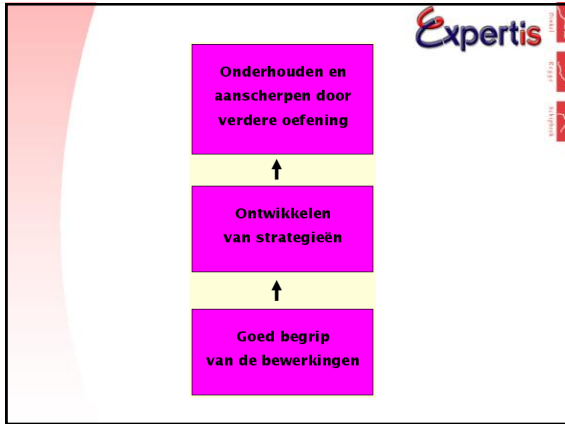 Expertis
Onderhouden en
aanscherpen door
verdere oefening
Ontwikkelen
van strategieën
Goed begrip
van de bewerkingen